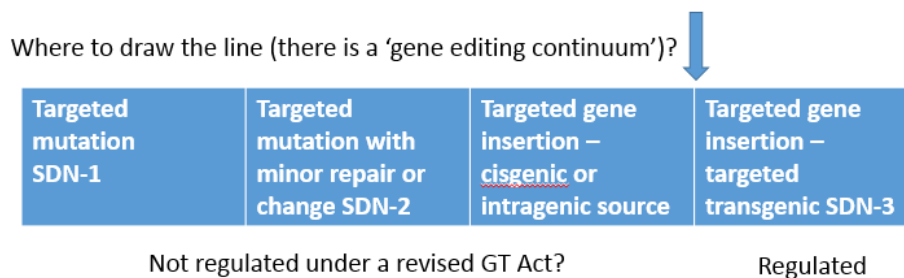 Where to draw the line (there is a ‘gene editing continuum’)?
Targeted
mutation
SDN-1
Targeted
mutation with
minor repair or
change SDN-2
Targeted gene
insertion –
cisgenic or
intragenic source
Targeted gene
insertion –
targeted
transgenic SDN-3
Not regulated under a revised GT Act?
Regulated